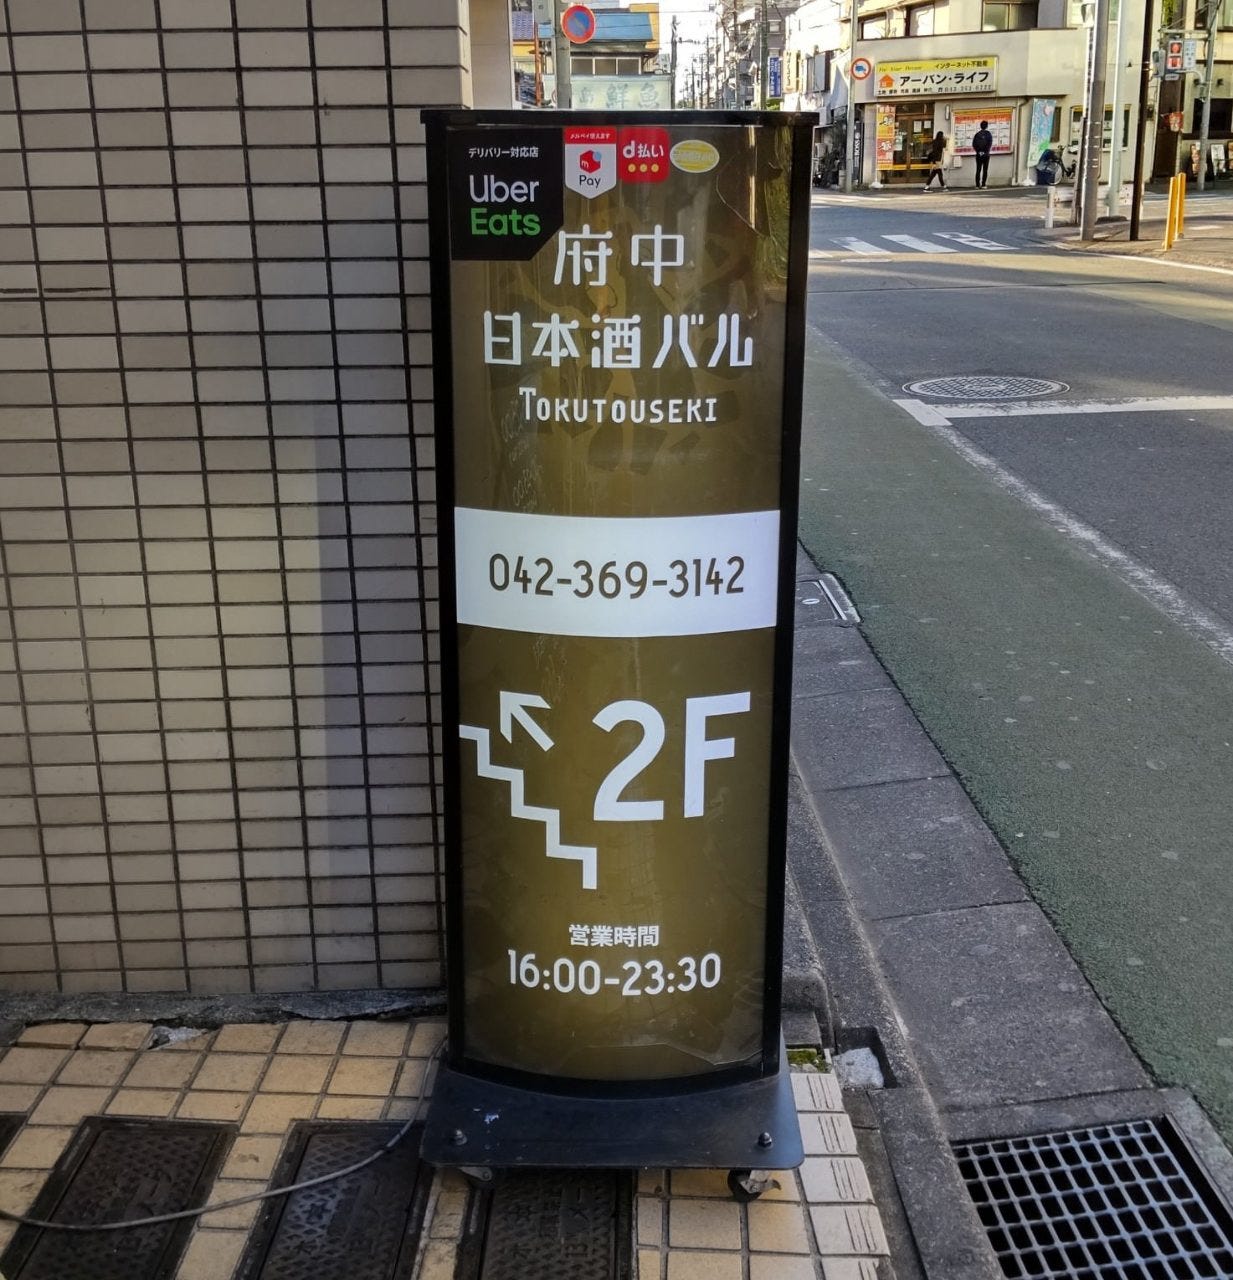 インターネット不動産
アーバン・ライフ
鮮魚
デリバリー対応店
Uber
Eats
メルペイ使えます
Pay
d払い
府中
日本酒バル
TOKUTOUSEKI
042-369-3142
2F
営業時間
16:00-23:30